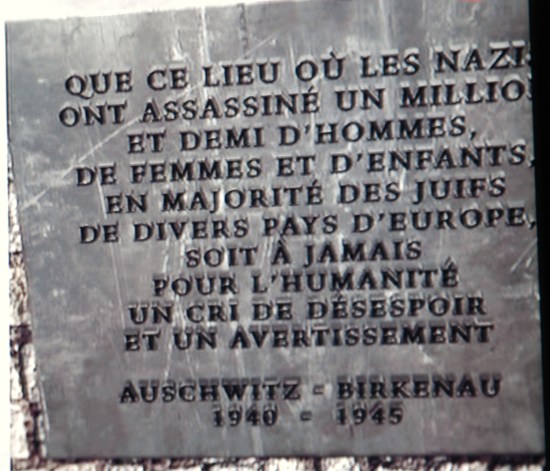 QUE CE LIEU OÙ LES NAZI
ONT ASSASSINÉ UN MILLIO
ET DEMI D'HOMMES,
DE FEMMES ET D'ENFANTS,
EN MAJORITÉ DES JUIFS
DE DIVERS PAYS D'EUROPE,
SOIT À JAMAIS
POUR L'HUMANITÉ
UN CRI DE DÉSESPOIR
ET UN AVERTISSEMENT
AUSCHWITZ - BIRKENAU
1940 - 1945